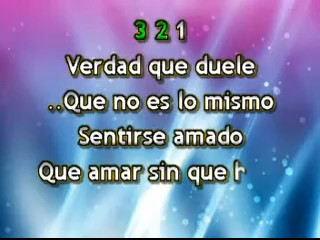 3 2 1
Verdad que duele
..Que no es lo mismo
Sentirse amado
Que amar sin que